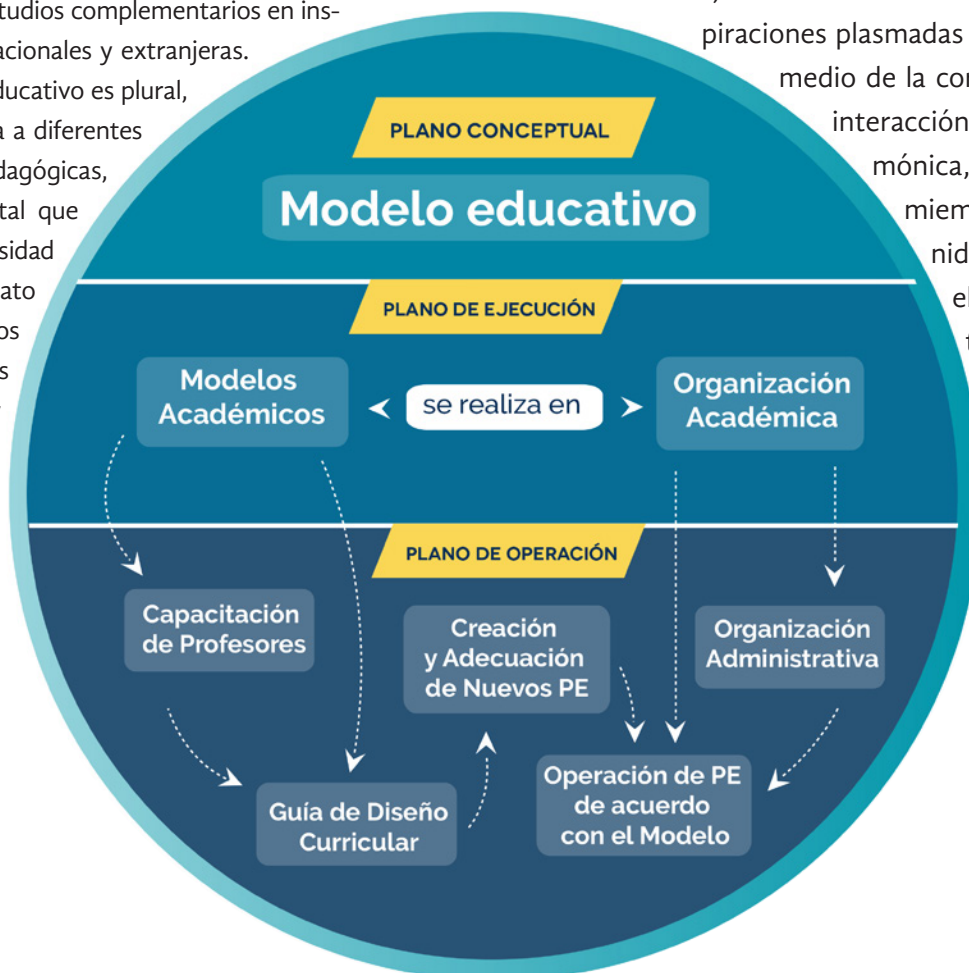 tudios complementarios en ins-
acionales y extranjeras.
ducativo es plural,
a a diferentes
dagógicas,
tal que
sidad
ato
os
s
piraciones plasmadas
medio de la cor
interacción
mónica,
miem
nid
el
t
PLANO CONCEPTUAL
Modelo educativo
PLANO DE EJECUCIÓN
Modelos
Académicos
se realiza en
Organización
Académica
PLANO DE OPERACIÓN
Capacitación
de Profesores
Creación
y Adecuación
de Nuevos PE
Organización
Administrativa
Guía de Diseño
Curricular
Operación de PE
de acuerdo
con el Modelo